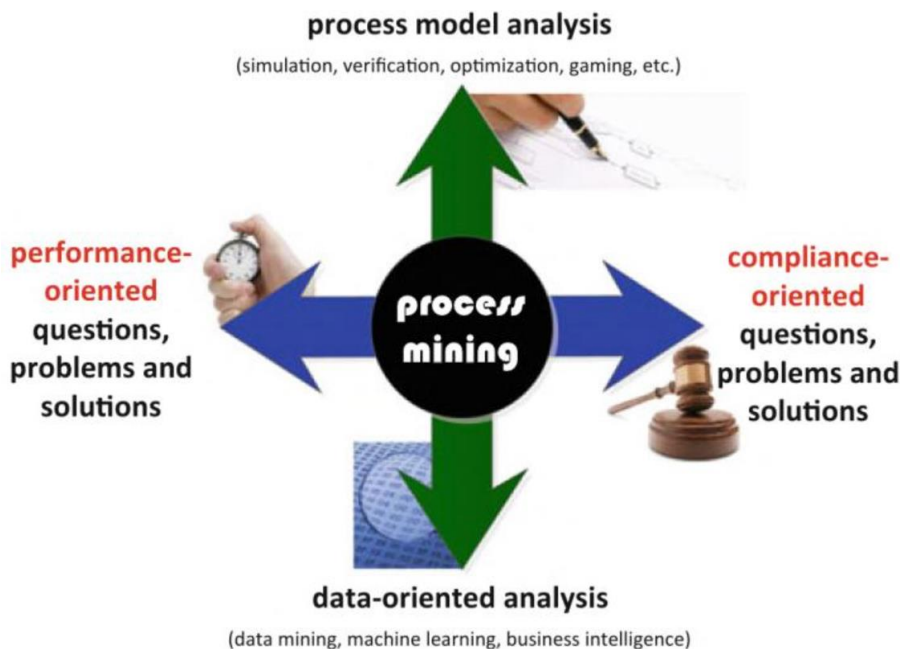 process model analysis
(simulation, verification, optimization, gaming, etc.)
performance-
oriented
questions,
problems and
solutions
process
mining
compliance-
oriented
questions,
problems and
solutions
data-oriented analysis
(data mining, machine learning, business intelligence)